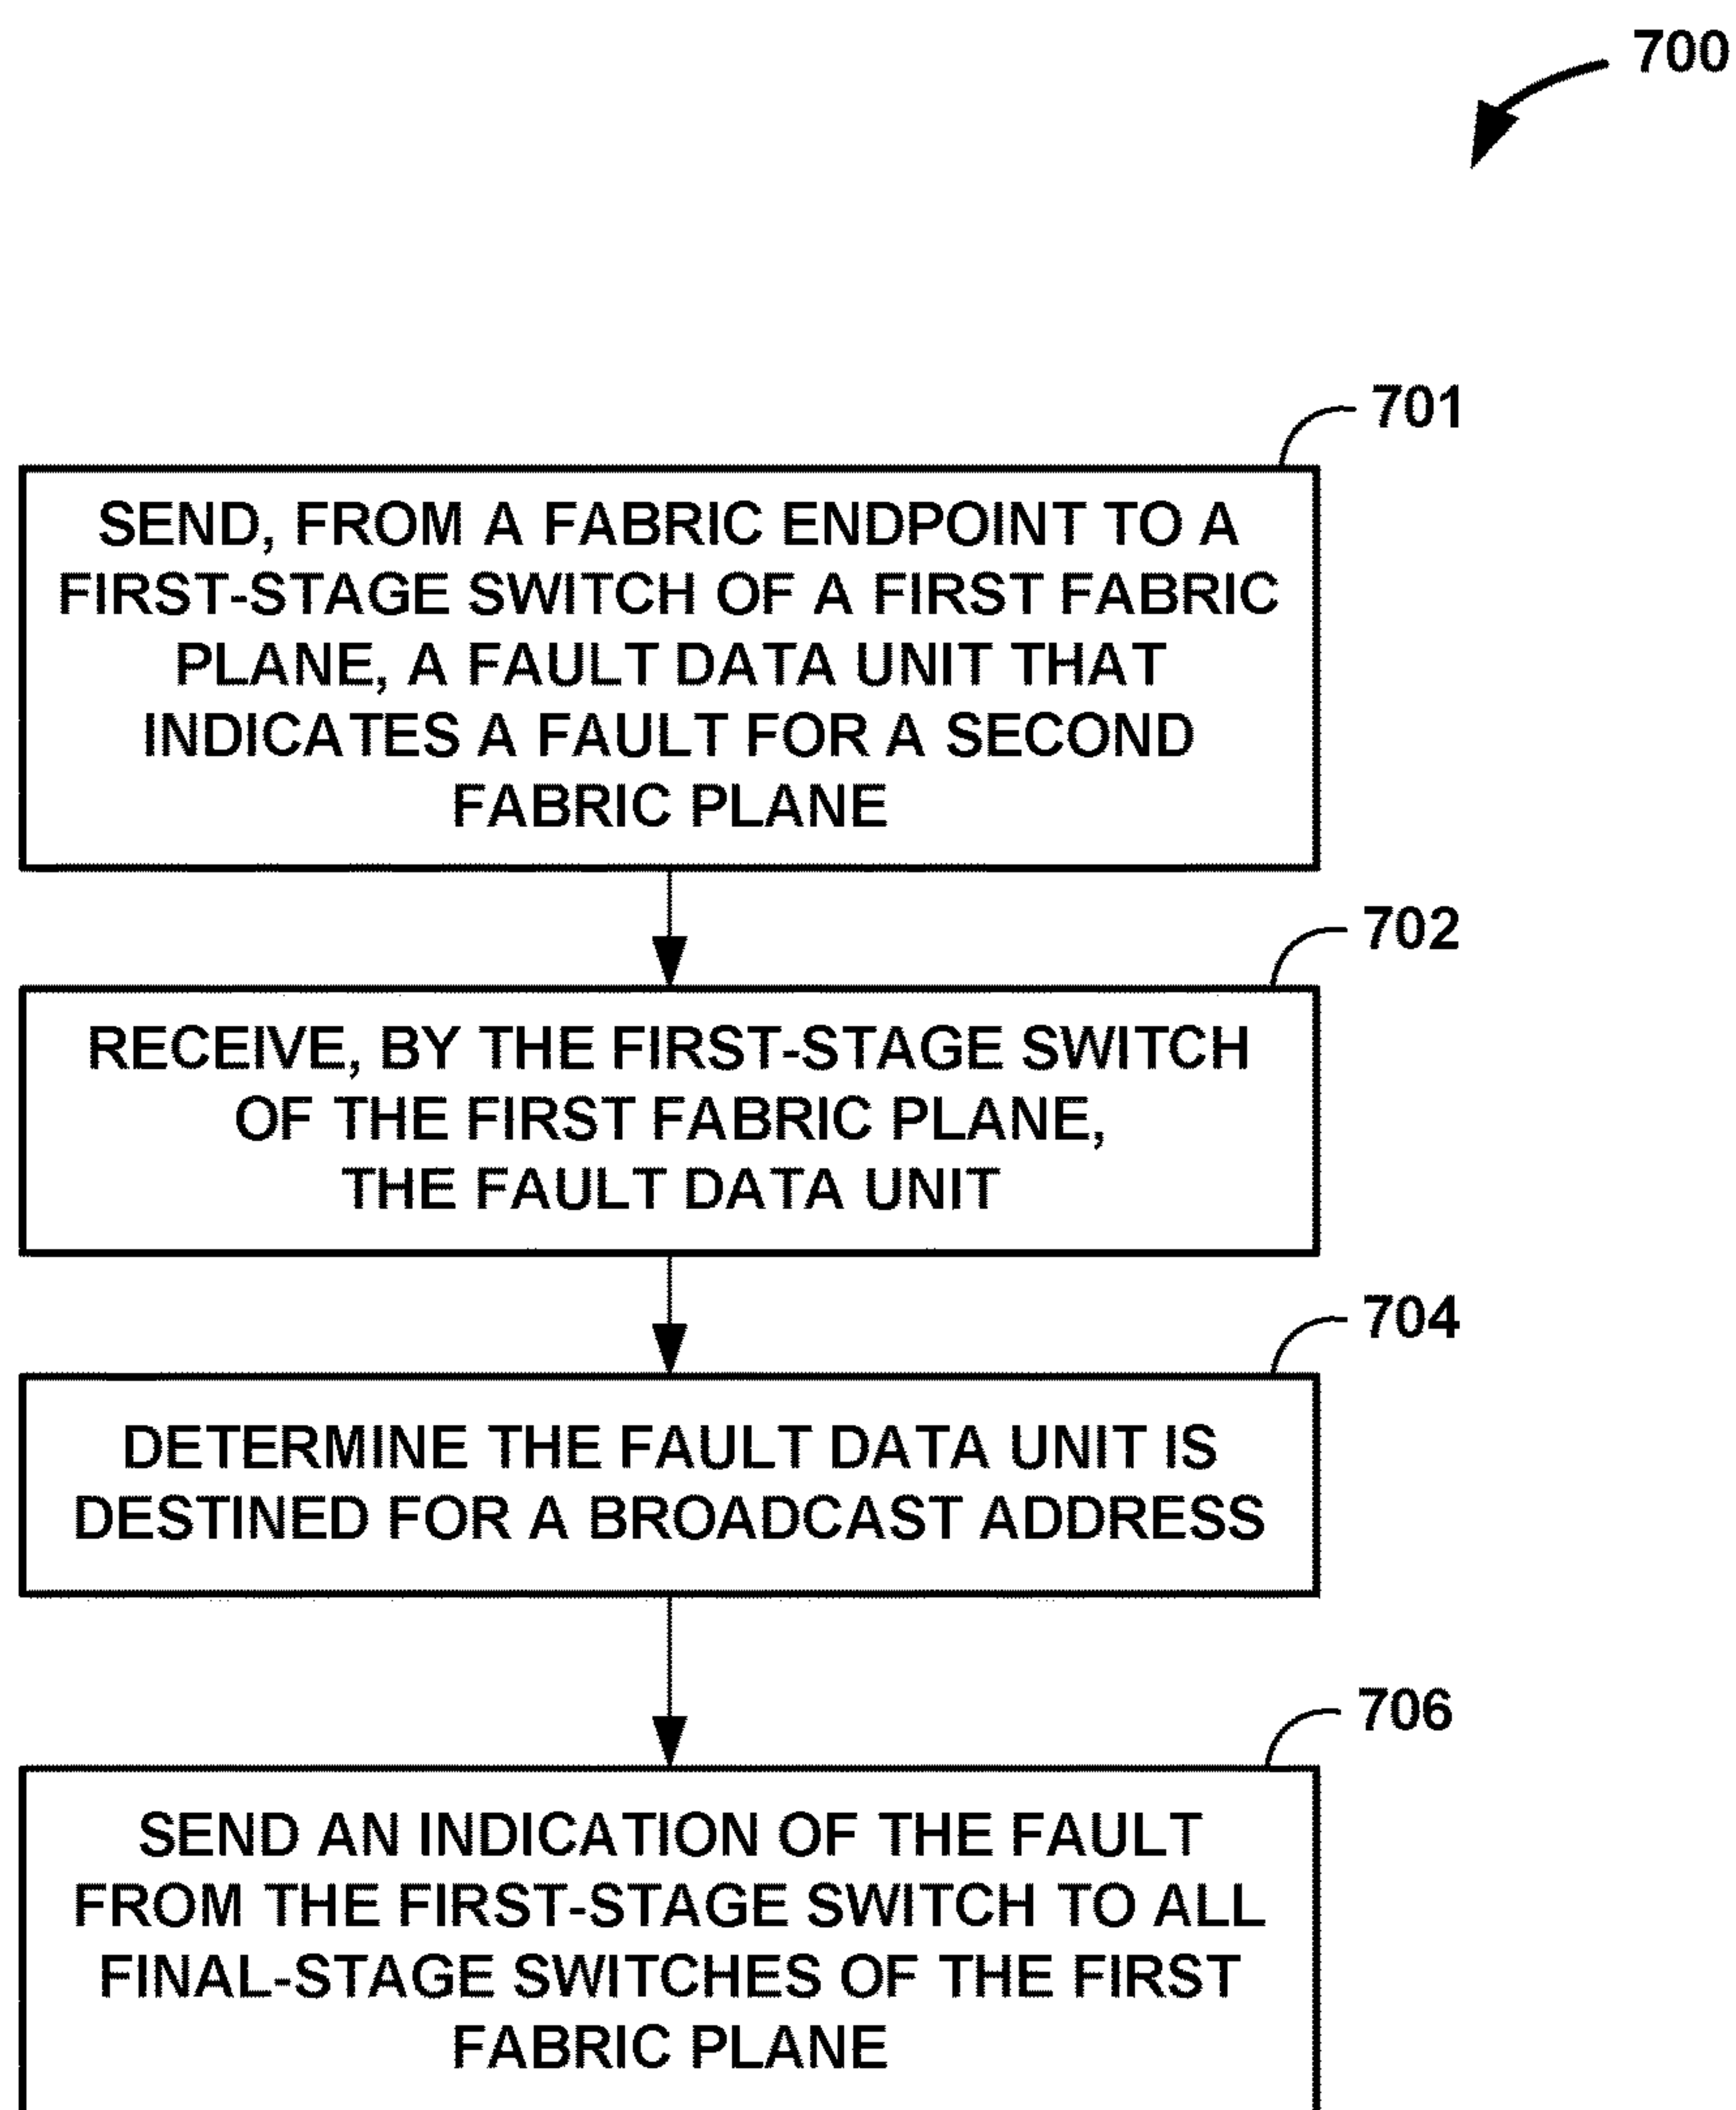 700
701
SEND, FROM A FABRIC ENDPOINT TO A
FIRST-STAGE SWITCH OF A FIRST FABRIC
PLANE, A FAULT DATA UNIT THAT
INDICATES A FAULT FOR A SECOND
FABRIC PLANE
702
RECEIVE, BY THE FIRST-STAGE SWITCH
OF THE FIRST FABRIC PLANE,
THE FAULT DATA UNIT
704
DETERMINE THE FAULT DATA UNIT IS
DESTINED FOR A BROADCAST ADDRESS
706
SEND AN INDICATION OF THE FAULT
FROM THE FIRST-STAGE SWITCH TO ALL
FINAL-STAGE SWITCHES OF THE FIRST
FABRIC PLANE